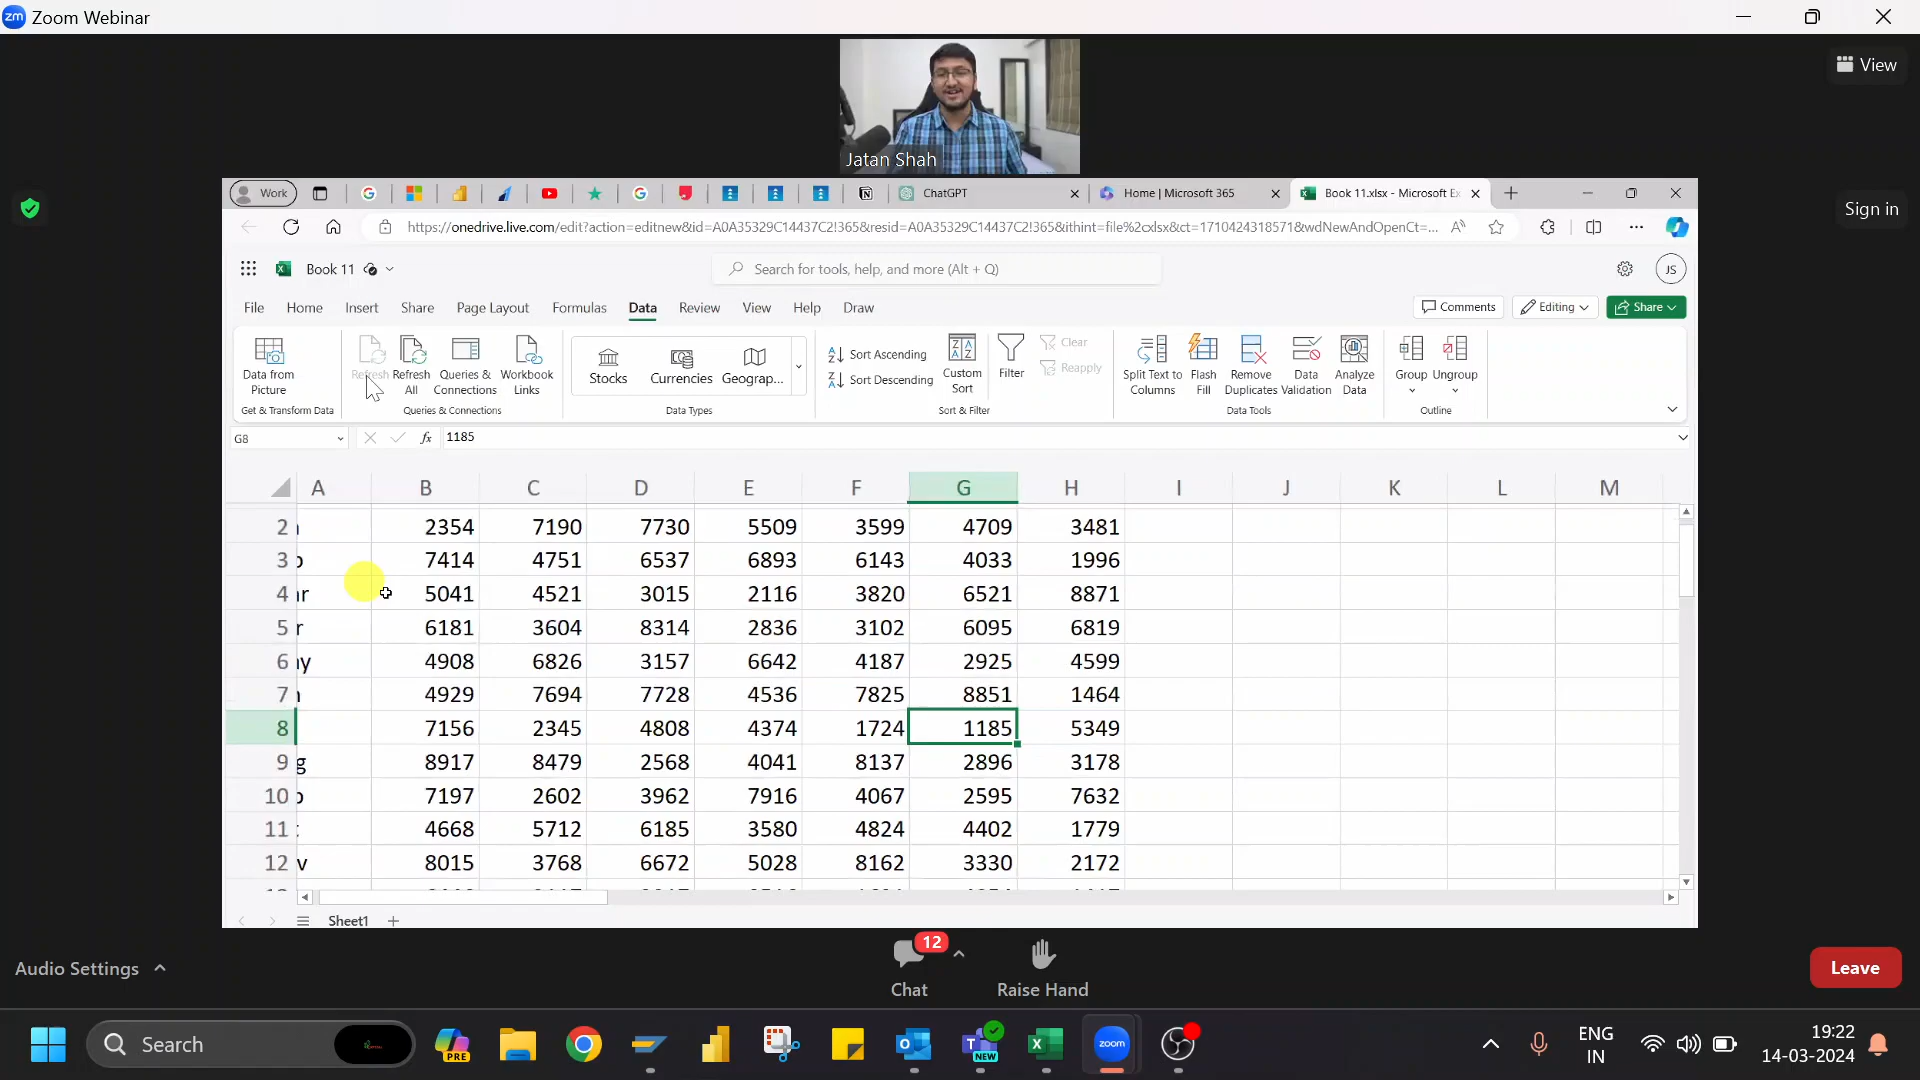 zm Zoom Webinar
View
Jatan Shah
Sign in
Work
ChatGPT
Home | Microsoft 365
Book 11.xlsx - Microsoft Ex
https://onedrive.live.com/edit?action=editnew&id=A0A35329C14437C2!365&resid=A0A35329C14437C2!365&ithint=file%2cxlsx&ct=1710424318571&wdNewAndOpenCt=...
Book 11
Search for tools, help, and more (Alt + Q)
JS
File Home Insert Share Page Layout Formulas Data Review View Help Draw
Comments Editing Share
Data from Picture
Refresh
Refresh All
Queries & Connections
Workbook Links
Stocks
Currencies
Geograp...
Sort Ascending
Sort Descending
Custom Sort
Filter
Clear
Reapply
Split Text to Columns
Flash Fill
Remove Duplicates
Data Validation
Analyze Data
Group
Ungroup
Get & Transform Data
Queries & Connections
Data Types
Sort & Filter
Data Tools
Outline
G8 fx 1185
A B C D E F G H I J K L M
2 2354 7190 7730 5509 3599 4709 3481
3 7414 4751 6537 6893 6143 4033 1996
4 5041 4521 3015 2116 3820 6521 8871
5 r 6181 3604 8314 2836 3102 6095 6819
6 4908 6826 3157 6642 4187 2925 4599
7 4929 7694 7728 4536 7825 8851 1464
8 7156 2345 4808 4374 1724 1185 5349
9 g 8917 8479 2568 4041 8137 2896 3178
10 7197 2602 3962 7916 4067 2595 7632
11 4668 5712 6185 3580 4824 4402 1779
12 v 8015 3768 6672 5028 8162 3330 2172
Sheet1
Audio Settings
12
Chat
Raise Hand
Leave
Search
PRE
NEW
zoom
ENG
IN
19:22
14-03-2024